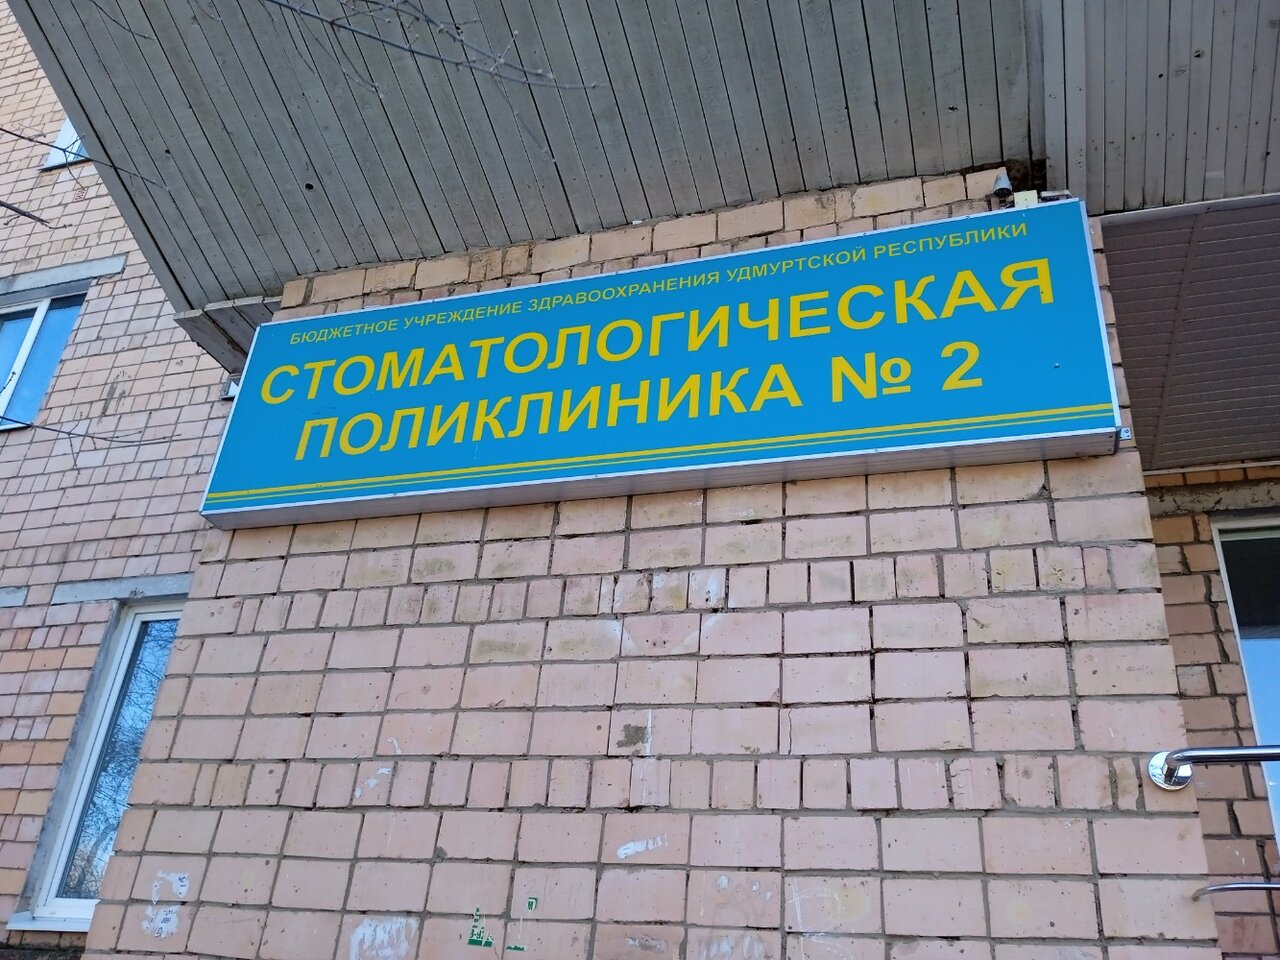 БЮДЖЕТНОЕ УЧРЕЖДЕНИЕ ЗДРАВООХРАНЕНИЯ УДМУРТСКОЙ РЕСПУБЛИКИ
СТОМАТОЛОГИЧЕСКАЯ
ПОЛИКЛИНИКА № 2